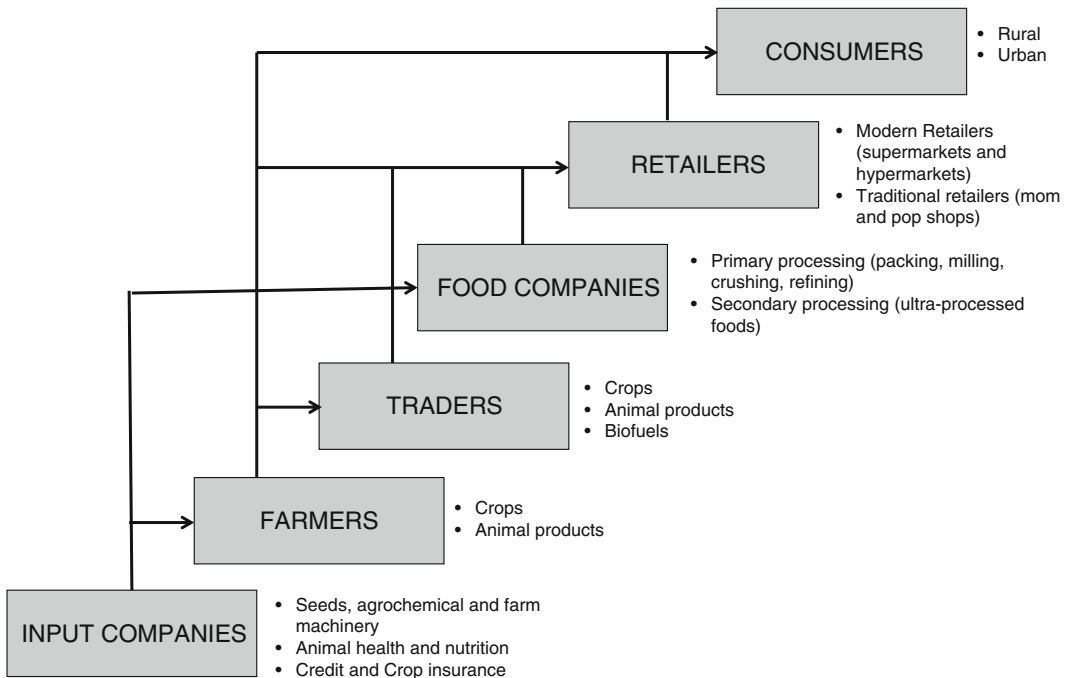 CONSUMERS
• Rural
• Urban
RETAILERS
• Modern Retailers
(supermarkets and
hypermarkets)
• Traditional retailers (mom
and pop shops)
FOOD COMPANIES
• Primary processing (packing, milling,
crushing, refining)
• Secondary processing (ultra-processed
foods)
TRADERS
• Crops
• Animal products
• Biofuels
FARMERS
• Crops
• Animal products
INPUT COMPANIES
• Seeds, agrochemical and farm
machinery
• Animal health and nutrition
• Credit and Crop insurance